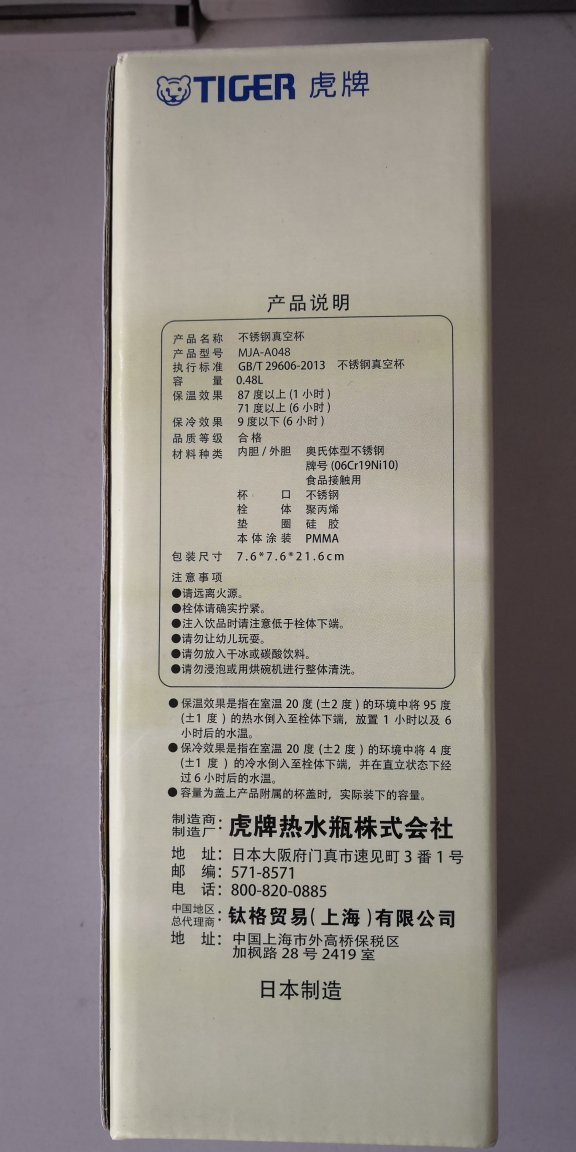 TIGER 虎牌
产品说明
产品名称 不锈钢真空杯
产品型号 MJA-A048
执行标准 GB/T 29606-2013 不锈钢真空杯
容量 0.48L
保温效果 87 度以上 (1 小时)
71 度以上 (6 小时)
保冷效果 9 度以下 (6 小时)
品质等级 合格
材料种类 内胆 / 外胆 奥氏体型不锈钢
牌号 (06Cr19Ni10)
食品接触用
杯口 不锈钢
栓体 聚丙烯
垫圈 硅胶
本体涂装 PMMA
包装尺寸 7.6*7.6*21.6cm
注意事项
●请远离火源。
●栓体请确实拧紧。
●注入饮品时请注意低于栓体下端。
●请勿让幼儿玩耍。
●请勿放入干冰或碳酸饮料。
●请勿浸泡或用烘碗机进行整体清洗。
●保温效果是指在室温 20 度 (±2 度) 的环境中将 95 度
(±1 度) 的热水倒入至栓体下端，放置 1 小时以及 6
小时后的水温。
●保冷效果是指在室温 20 度 (±2 度) 的环境中将 4 度
(±1 度) 的冷水倒入至栓体下端，并在直立状态下经
过 6 小时后的水温。
●容量为盖上产品附属的杯盖时，实际装下的容量。
制造商:
制造厂: 虎牌热水瓶株式会社
地址: 日本大阪府门真市速见町 3 番 1 号
邮编: 571-8571
电话: 800-820-0885
中国地区
总代理商: 钛格贸易(上海)有限公司
地址: 中国上海市外高桥保税区
加枫路 28 号 2419 室
日本制造